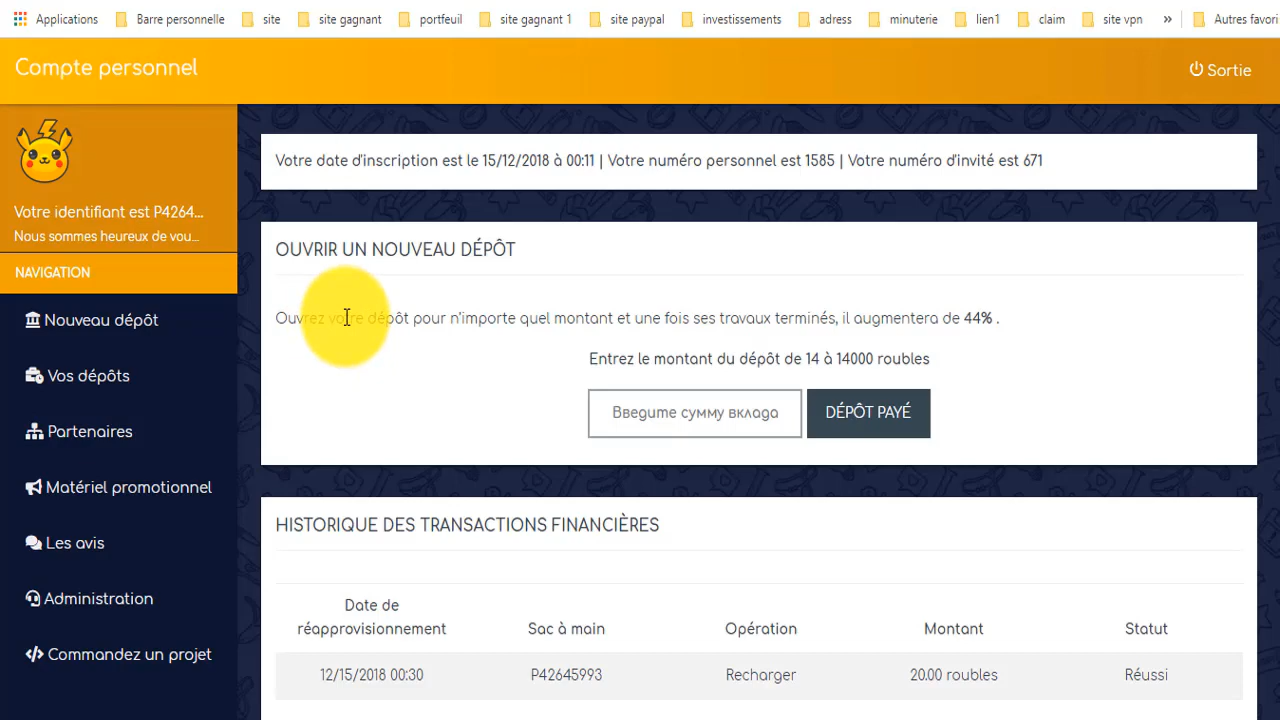 Applications Barre personnelle site site gagnant portfeuil site gagnant 1 site paypal investissements adress minuterie lien1 claim site vpn » Autres favori
Compte personnel
Sortie
Votre identifiant est P4264...
Nous sommes heureux de vou...
NAVIGATION
Nouveau dépôt
Vos dépôts
Partenaires
Matériel promotionnel
Les avis
Administration
Commandez un projet
Votre date d'inscription est le 15/12/2018 à 00:11 | Votre numéro personnel est 1585 | Votre numéro d'invité est 671
OUVRIR UN NOUVEAU DÉPÔT
Ouvrez votre dépôt pour n'importe quel montant et une fois ses travaux terminés, il augmentera de 44% .
Entrez le montant du dépôt de 14 à 14000 roubles
Введите сумму вклада
DÉPÔT PAYÉ
HISTORIQUE DES TRANSACTIONS FINANCIÈRES
Date de
réapprovisionnement Sac à main Opération Montant Statut
12/15/2018 00:30 P42645993 Recharger 20.00 roubles Réussi